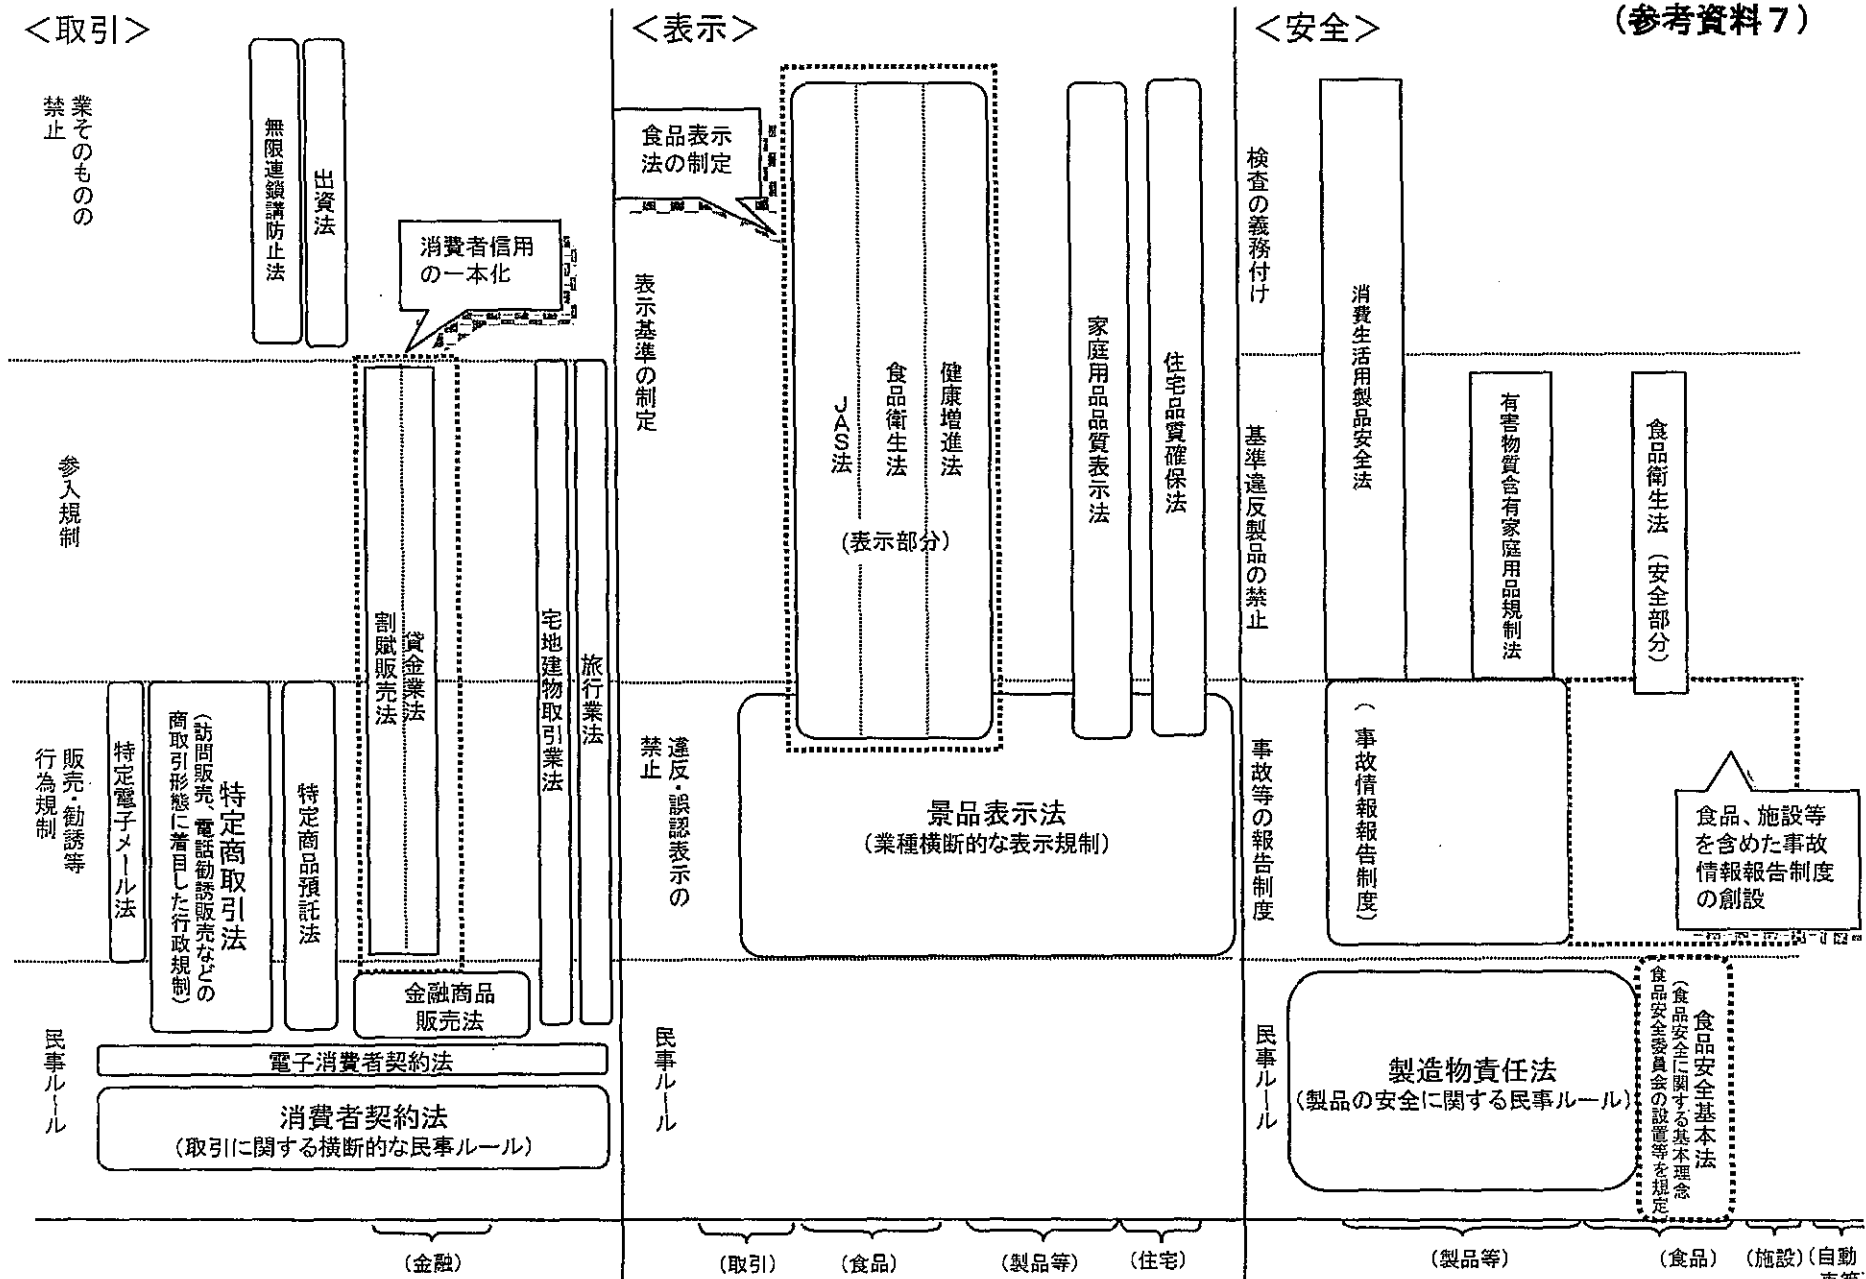 (参考資料7)
＜取引＞
業そのものの
禁止
参入規制
販売・勧誘等
行為規制
民事ルール
無限連鎖講防止法
出資法
消費者信用
の一本化
割賦販売法
貸金業法
宅地建物取引業法
旅行業法
特定電子メール法
特定商取引法
(訪問販売、電話勧誘販売などの
商取引形態に着目した行政規制)
特定商品預託法
金融商品
販売法
電子消費者契約法
消費者契約法
(取引に関する横断的な民事ルール)
(金融)
＜表示＞
食品表示
法の制定
表示基準の制定
違反・誤認表示の
禁止
民事ルール
JAS法
食品衛生法
健康増進法
(表示部分)
家庭用品品質表示法
住宅品質確保法
景品表示法
(業種横断的な表示規制)
(取引)
(食品)
(製品等)
(住宅)
＜安全＞
検査の義務付け
基準違反製品の禁止
事故等の報告制度
民事ルール
消費生活用製品安全法
有害物質含有家庭用品規制法
食品衛生法(安全部分)
(事故情報報告制度)
食品、施設等
を含めた事故
情報報告制度
の創設
製造物責任法
(製品の安全に関する民事ルール)
食品安全基本法
(食品安全に関する基本理念
食品安全委員会の設置等を規定
(製品等)
(食品)
(施設)
(自動